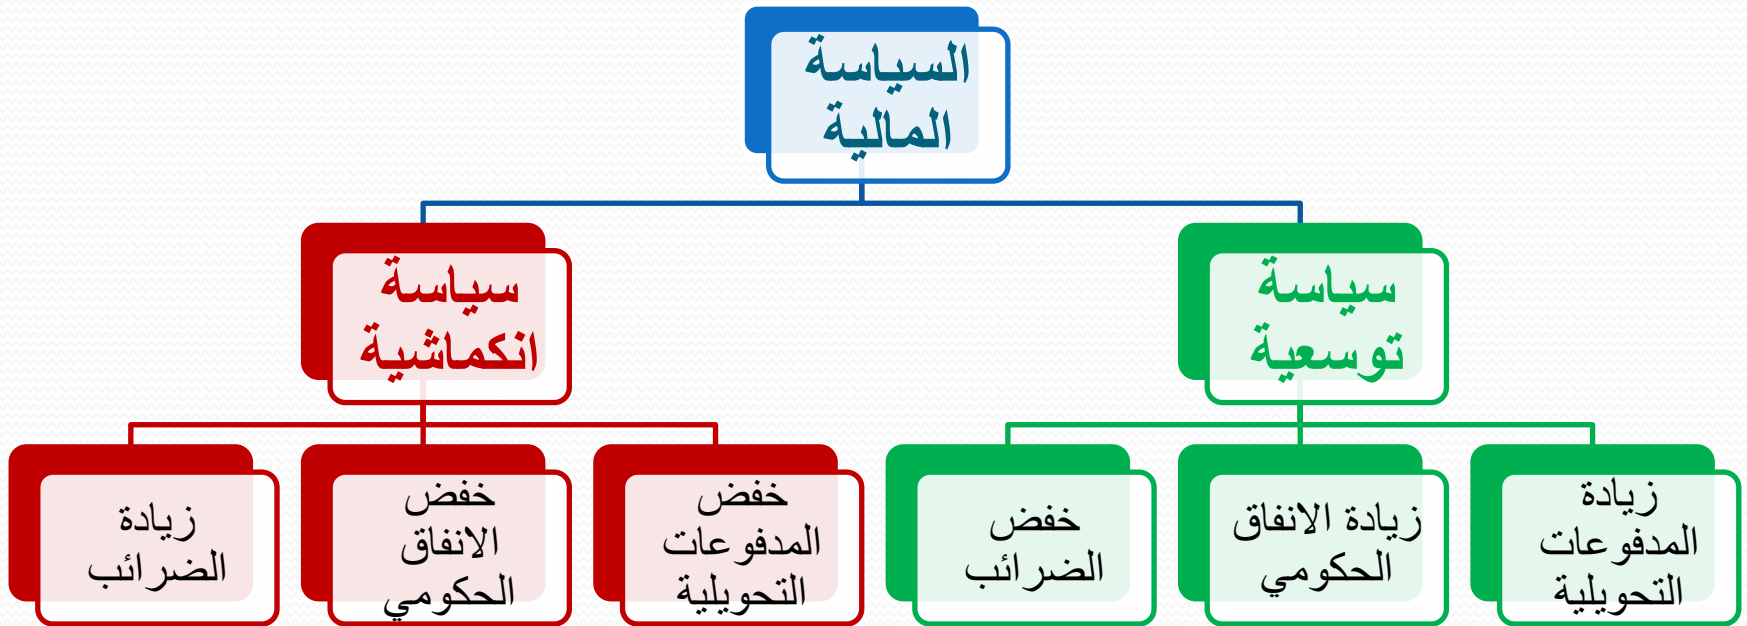 السياسة
المالية
سياسة
توسعية
سياسة
انكماشية
زيادة
المدفوعات
التحويلية
زيادة الانفاق
الحكومي
خفض
الضرائب
خفض
المدفوعات
التحويلية
خفض
الانفاق
الحكومي
زيادة
الضرائب